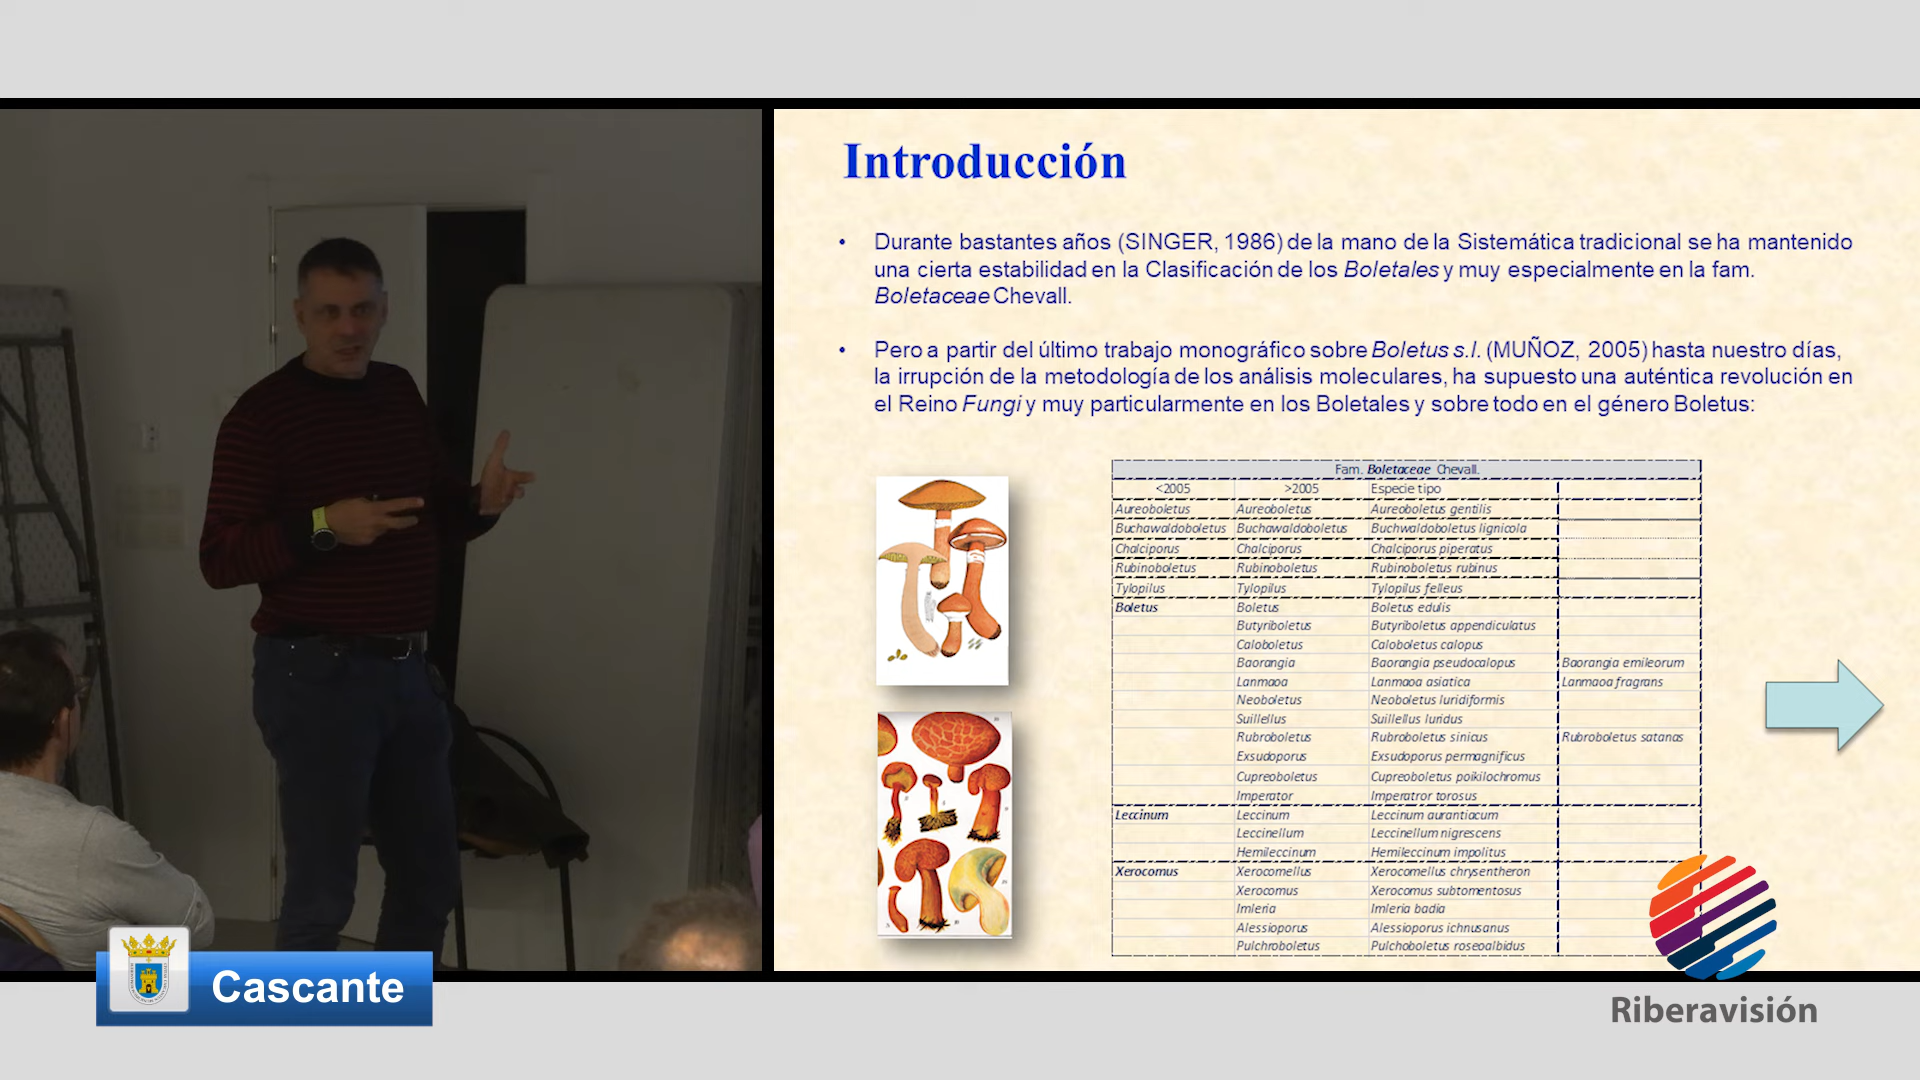 Introducción
• Durante bastantes años (SINGER, 1986) de la mano de la Sistemática tradicional se ha mantenido
una cierta estabilidad en la Clasificación de los Boletales y muy especialmente en la fam.
Boletaceae Chevall.
• Pero a partir del último trabajo monográfico sobre Boletus s.l. (MUÑOZ, 2005) hasta nuestro días,
la irrupción de la metodología de los análisis moleculares, ha supuesto una auténtica revolución en
el Reino Fungi y muy particularmente en los Boletales y sobre todo en el género Boletus:
Fam. Boletaceae Chevall.
<2005 >2005 Especie tipo
Aureoboletus Aureoboletus Aureoboletus gentilis
Buchawaldoboletus Buchawaldoboletus Buchwaldoboletus lignicola
Chalciporus Chalciporus Chalciporus piperatus
Rubinoboletus Rubinoboletus Rubinoboletus rubinus
Tylopilus Tylopilus Tylopilus felleus
Boletus Boletus Boletus edulis
Butyriboletus Butyriboletus appendiculatus
Caloboletus Caloboletus calopus
Baorangia Baorangia pseudocalopus Baorangia emileorum
Lanmaoa Lanmaoa asiatica Lanmaoa fragrans
Neoboletus Neoboletus luridiformis
Suillellus Suillellus luridus
Rubroboletus Rubroboletus sinicus Rubroboletus satanas
Exsudoporus Exsudoporus permagnificus
Cupreoboletus Cupreoboletus poikilochromus
Imperator Imperatror torosus
Leccinum Leccinum Leccinum aurantiacum
Leccinellum Leccinellum nigrescens
Hemileccinum Hemileccinum impolitus
Xerocomus Xerocomellus Xerocomellus chrysentheron
Xerocomus Xerocomus subtomentosus
Imleria Imleria badia
Alessioporus Alessioporus ichnusanus
Pulchroboletus Pulchoboletus roseoalbidus
Cascante
Riberavisión